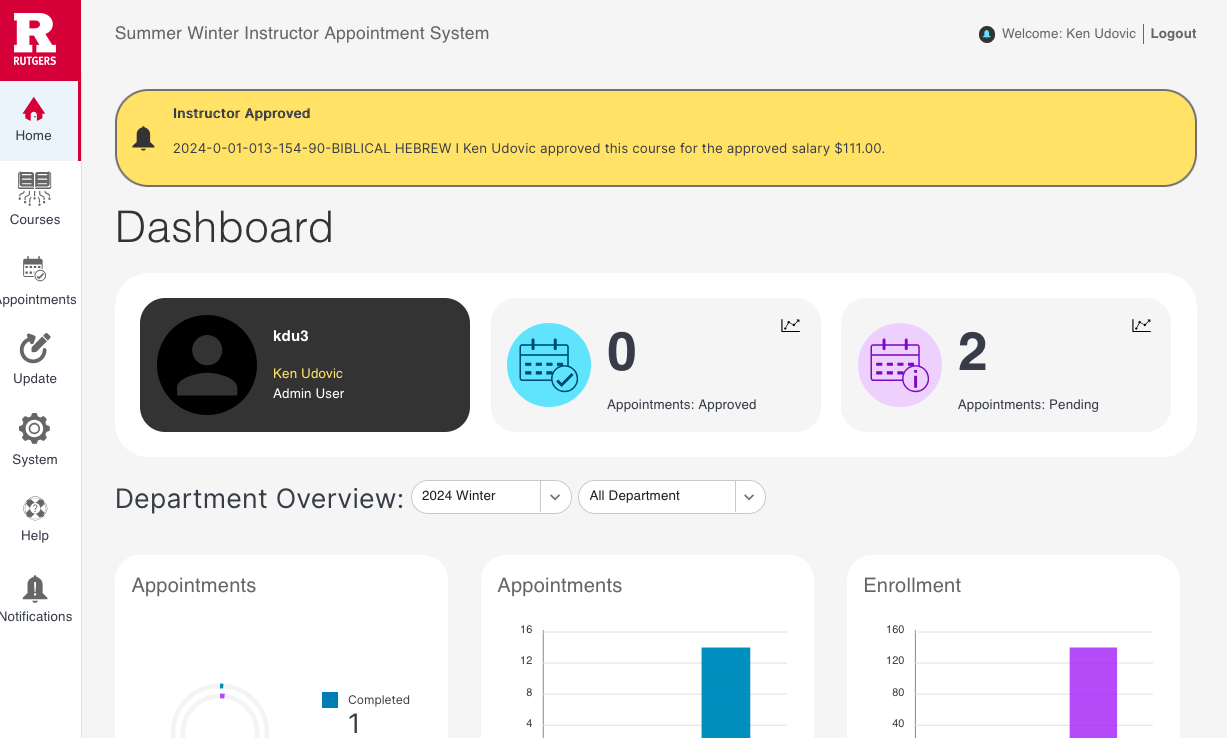 R
RUTGERS
Summer Winter Instructor Appointment System
Welcome: Ken Udovic
Logout
Home
Courses
ppointments
Update
System
Help
Notifications
Instructor Approved
2024-0-01-013-154-90-BIBLICAL HEBREW I Ken Udovic approved this course for the approved salary $111.00.
Dashboard
kdu3
Ken Udovic
Admin User
0
Appointments: Approved
2
Appointments: Pending
Department Overview:
2024 Winter
All Department
Appointments
Completed
1
Appointments
16
12
8
4
Enrollment
160
120
80
40